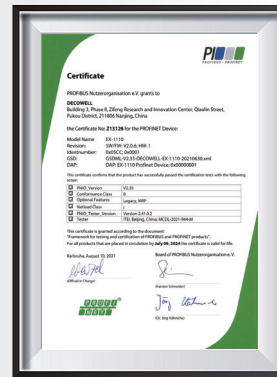 PI
PROFIBUS • PROFINET
Certificate
PROFIBUS Nutzerorganisation e.V. grants to
DECOWELL
Building 3, Phase II, Zifeng Research and Innovation Center, Qiaolin Street,
Pukou District, 211806 Nanjing, China
the Certificate No: Z13126 for the PROFINET Device:
Model Name: EX-1110
Revision: SW/FW: V2.0.6; HW: 1
Identnumber: 0x05CC; 0x0001
GSD: GSDML-V2.35-DECOWELL-EX-1110-20210630.xml
DAP: DAP: EX-1110 Profinet Device; 0x00000001
This certificate confirms that the product has successfully passed the certification tests with the following
scope:
PNIO_Version V2.35
Conformance Class B
Optional Features Legacy, MRP
Netload Class I
PNIO_Tester_Version Version 2.41.0.2
Tester ITEI, Beijing, China
This certificate is granted according to the document:
"Framework for testing and certification of PROFIBUS and PROFINET products".
For all products that are placed in circulation by July 09, 2024 the certificate is valid for life.
Karlsruhe, August 10, 2021
Board of PROFIBUS Nutzerorganisation e. V.
(Official in Charge)
(Karsten Schneider)
PROFI
NET
(Dr. Jörg Hähniche)